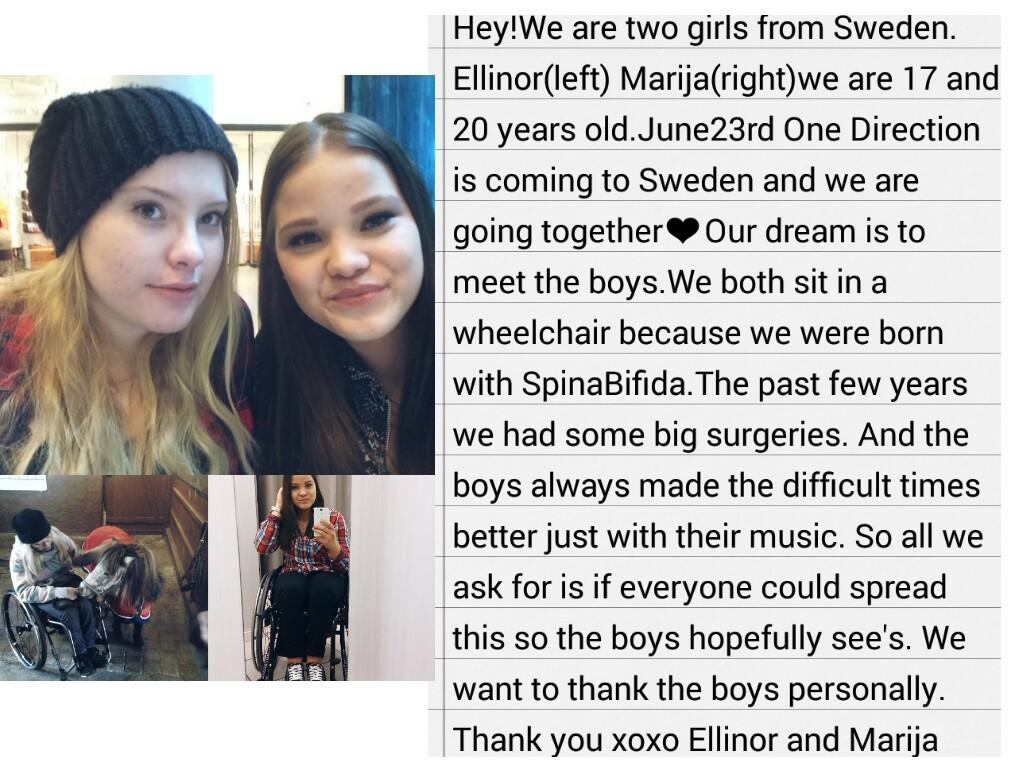 Hey!We are two girls from Sweden.
Ellinor(left) Marija(right)we are 17 and
20 years old.June23rd One Direction
is coming to Sweden and we are
going together❤Our dream is to
meet the boys.We both sit in a
wheelchair because we were born
with SpinaBifida.The past few years
we had some big surgeries. And the
boys always made the difficult times
better just with their music. So all we
ask for is if everyone could spread
this so the boys hopefully see's. We
want to thank the boys personally.
Thank you xoxo Ellinor and Marija